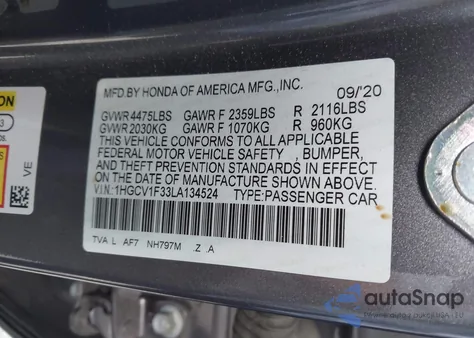 MFD. BY HONDA OF AMERICA MFG.,INC. 09/'20
GVWR 4475LBS GAWR F 2359LBS R 2116LBS
GVWR 2030KG GAWR F 1070KG R 960KG
THIS VEHICLE CONFORMS TO ALL APPLICABLE
FEDERAL MOTOR VEHICLE SAFETY , BUMPER,
AND THEFT PREVENTION STANDARDS IN EFFECT
ON THE DATE OF MANUFACTURE SHOWN ABOVE.
V.I.N.:1HGCV1F33LA134524 TYPE:PASSENGER CAR
TVA L AF7 NH797M .Z .A
ON
VE
autoSnap